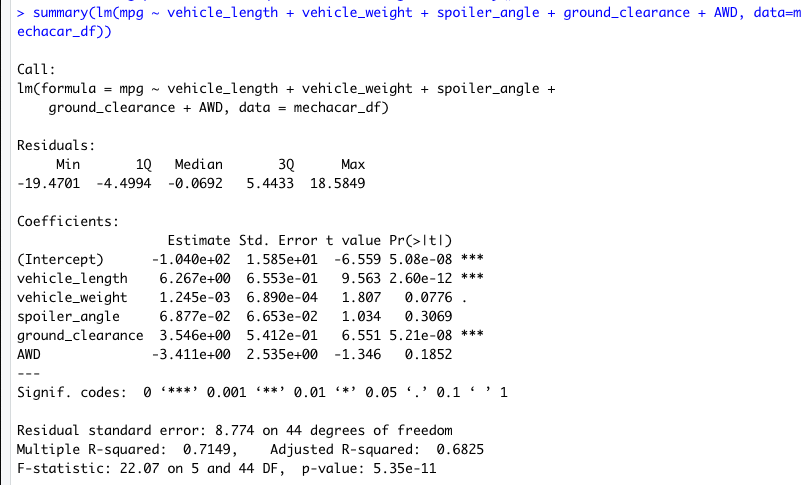 > summary(lm(mpg ~ vehicle_length + vehicle_weight + spoiler_angle + ground_clearance + AWD, data=m
echacar_df))
Call:
lm(formula = mpg ~ vehicle_length + vehicle_weight + spoiler_angle +
    ground_clearance + AWD, data = mechacar_df)
Residuals:
     Min       1Q   Median       3Q      Max
-19.4701  -4.4994  -0.0692   5.4433  18.5849
Coefficients:
                   Estimate Std. Error t value Pr(>|t|)
(Intercept)      -1.040e+02  1.585e+01  -6.559 5.08e-08 ***
vehicle_length    6.267e+00  6.553e-01   9.563 2.60e-12 ***
vehicle_weight    1.245e-03  6.890e-04   1.807   0.0776 .
spoiler_angle     6.877e-02  6.653e-02   1.034   0.3069
ground_clearance  3.546e+00  5.412e-01   6.551 5.21e-08 ***
AWD              -3.411e+00  2.535e+00  -1.346   0.1852
---
Signif. codes:  0 ‘***’ 0.001 ‘**’ 0.01 ‘*’ 0.05 ‘.’ 0.1 ‘ ’ 1
Residual standard error: 8.774 on 44 degrees of freedom
Multiple R-squared:  0.7149,    Adjusted R-squared:  0.6825
F-statistic: 22.07 on 5 and 44 DF,  p-value: 5.35e-11